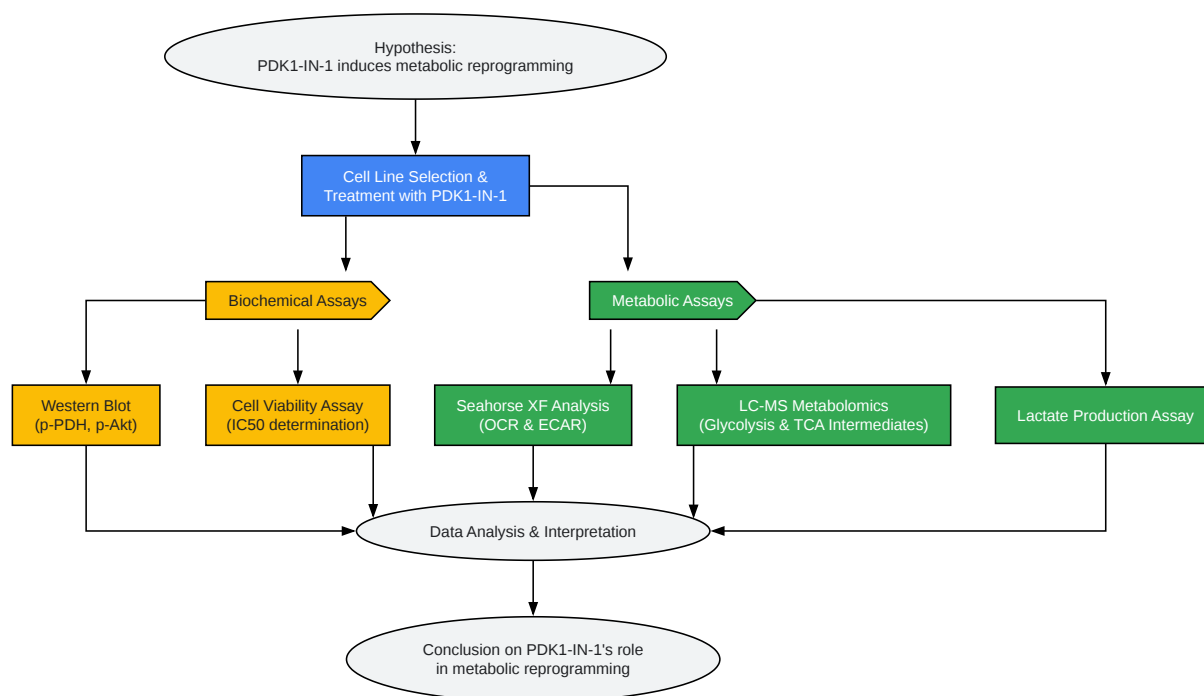 Hypothesis:
PDK1-IN-1 induces metabolic reprogramming
Cell Line Selection &
Treatment with PDK1-IN-1
Biochemical Assays
Metabolic Assays
Western Blot
(p-PDH, p-Akt)
Cell Viability Assay
(IC50 determination)
Seahorse XF Analysis
(OCR & ECAR)
LC-MS Metabolomics
(Glycolysis & TCA Intermediates)
Lactate Production Assay
Data Analysis & Interpretation
Conclusion on PDK1-IN-1's role
in metabolic reprogramming